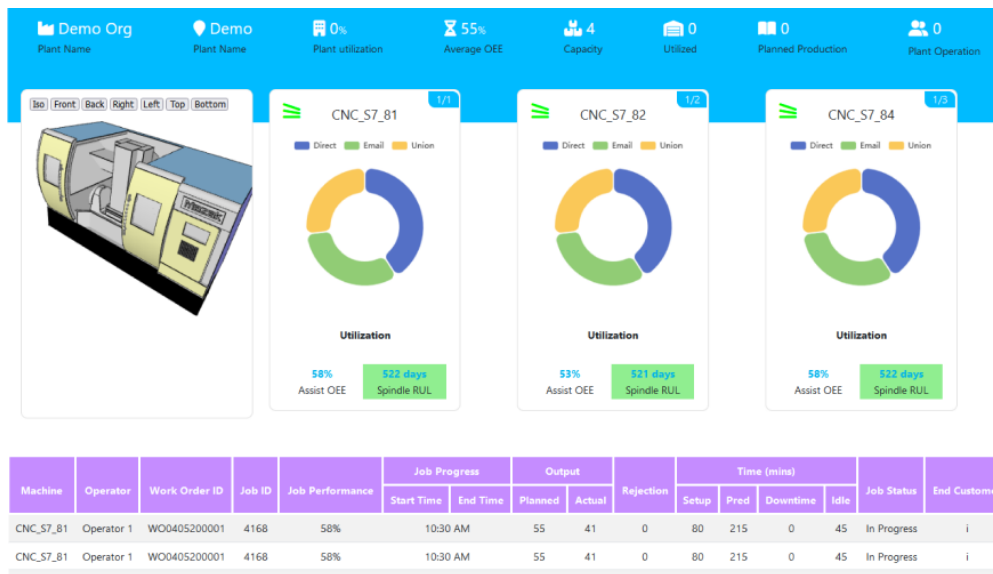 Demo Org
Plant Name
Demo
Plant Name
0%
Plant utilization
55%
Average OEE
4
Capacity
0
Utilized
0
Planned Production
0
Plant Operation
Iso Front Back Right Left Top Bottom
Mazak
1/1
CNC_S7_81
Direct Email Union
Utilization
58%
Assist OEE
522 days
Spindle RUL
1/2
CNC_S7_82
Direct Email Union
Utilization
53%
Assist OEE
521 days
Spindle RUL
1/3
CNC_S7_84
Direct Email Union
Utilization
58%
Assist OEE
522 days
Spindle RUL
Machine Operator Work Order ID Job ID Job Performance Job Progress Output Rejection Time (mins) Job Status End Custome
Start Time End Time Planned Actual Setup Pred Downtime Idle
CNC_S7_81 Operator 1 WO0405200001 4168 58% 10:30 AM 55 41 0 80 215 0 45 In Progress i
CNC_S7_81 Operator 1 WO0405200001 4168 58% 10:30 AM 55 41 0 80 215 0 45 In Progress i